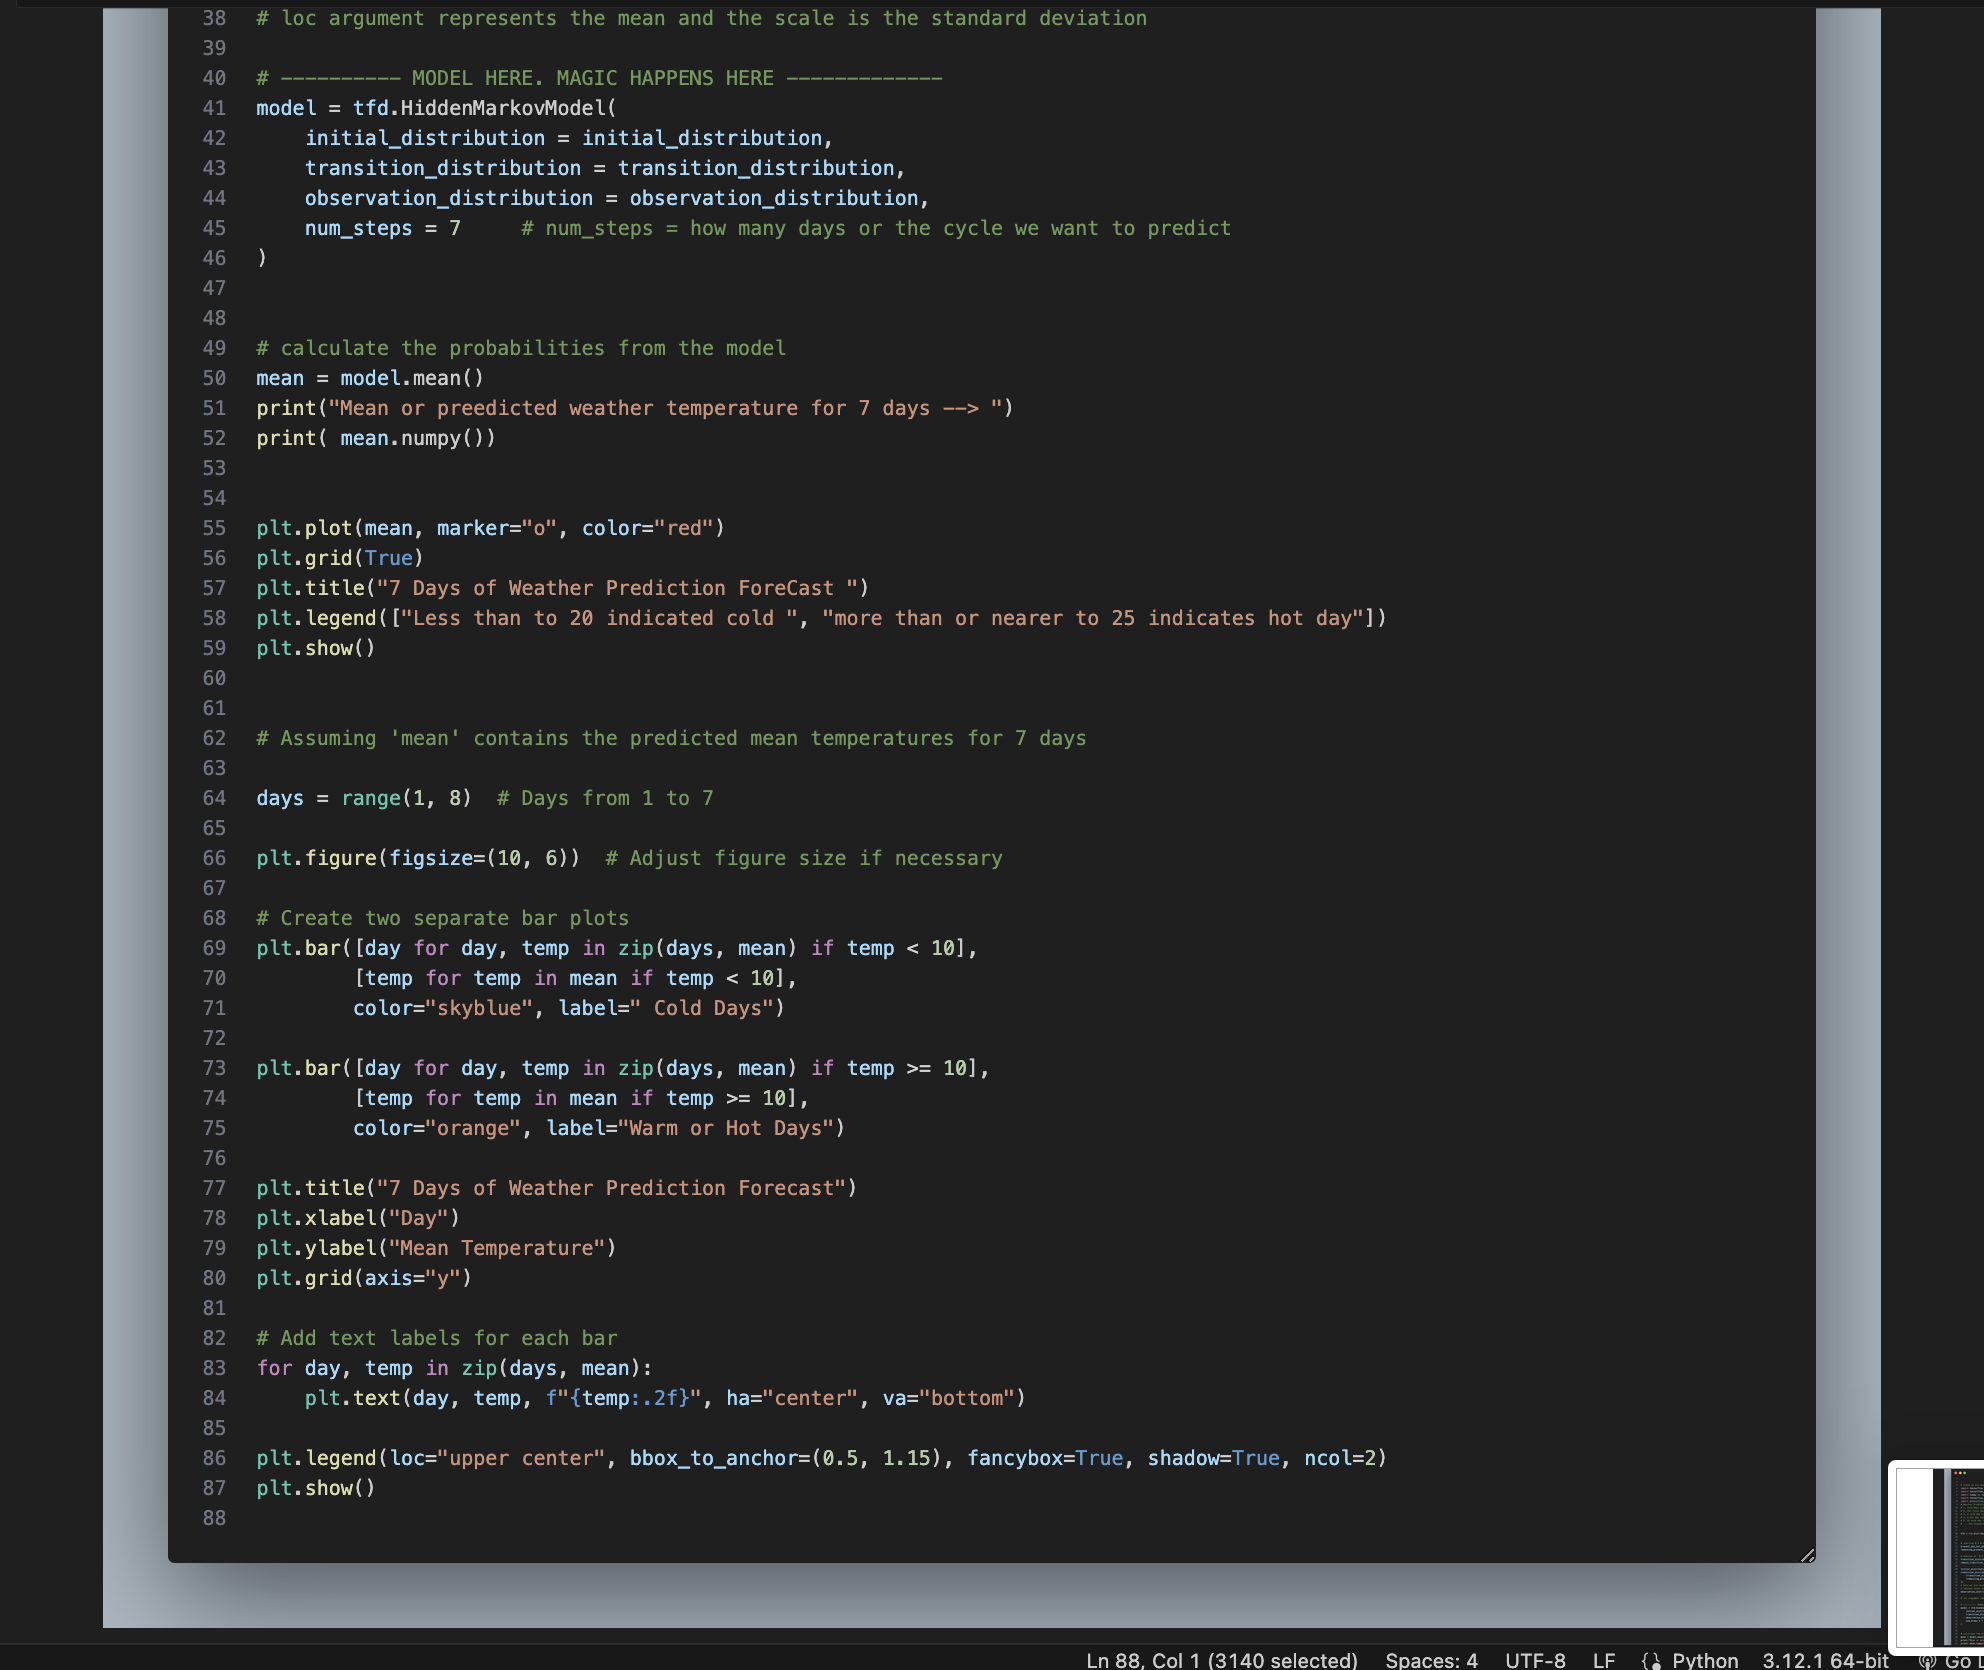 38 # loc argument represents the mean and the scale is the standard deviation
39
40 # ---------- MODEL HERE. MAGIC HAPPENS HERE -------------
41 model = tfd.HiddenMarkovModel(
42     initial_distribution = initial_distribution,
43     transition_distribution = transition_distribution,
44     observation_distribution = observation_distribution,
45     num_steps = 7     # num_steps = how many days or the cycle we want to predict
46 )
47
48
49 # calculate the probabilities from the model
50 mean = model.mean()
51 print("Mean or preedicted weather temperature for 7 days --> ")
52 print( mean.numpy())
53
54
55 plt.plot(mean, marker="o", color="red")
56 plt.grid(True)
57 plt.title("7 Days of Weather Prediction ForeCast ")
58 plt.legend(["Less than to 20 indicated cold ", "more than or nearer to 25 indicates hot day"])
59 plt.show()
60
61
62 # Assuming 'mean' contains the predicted mean temperatures for 7 days
63
64 days = range(1, 8)  # Days from 1 to 7
65
66 plt.figure(figsize=(10, 6))  # Adjust figure size if necessary
67
68 # Create two separate bar plots
69 plt.bar([day for day, temp in zip(days, mean) if temp < 10],
70         [temp for temp in mean if temp < 10],
71         color="skyblue", label=" Cold Days")
72
73 plt.bar([day for day, temp in zip(days, mean) if temp >= 10],
74         [temp for temp in mean if temp >= 10],
75         color="orange", label="Warm or Hot Days")
76
77 plt.title("7 Days of Weather Prediction Forecast")
78 plt.xlabel("Day")
79 plt.ylabel("Mean Temperature")
80 plt.grid(axis="y")
81
82 # Add text labels for each bar
83 for day, temp in zip(days, mean):
84     plt.text(day, temp, f"{temp:.2f}", ha="center", va="bottom")
85
86 plt.legend(loc="upper center", bbox_to_anchor=(0.5, 1.15), fancybox=True, shadow=True, ncol=2)
87 plt.show()
88
Ln 88, Col 1 (3140 selected) Spaces: 4 UTF-8 LF {} Python 3.12.1 64-bit Go